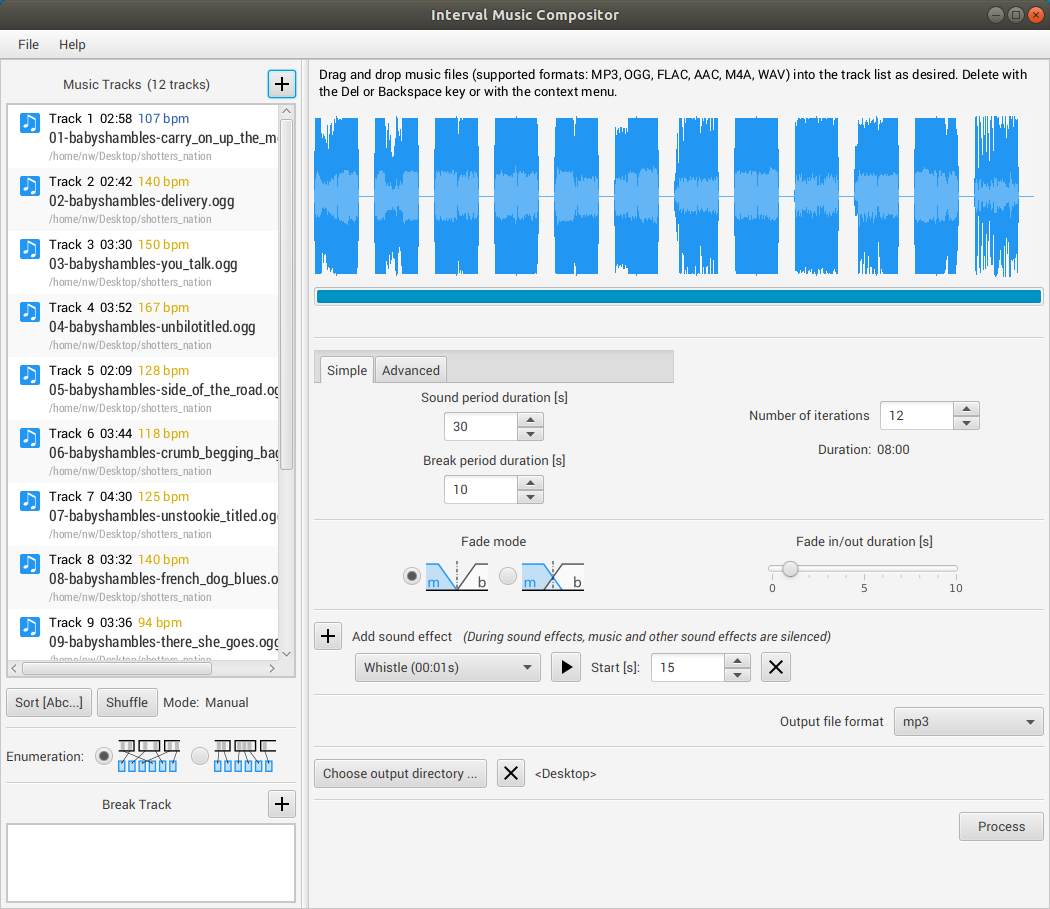 Interval Music Compositor
File Help
Music Tracks (12 tracks)
Track 1 02:58 107 bpm
01-babyshambles-carry_on_up_the_m
/home/nw/Desktop/shotters_nation
Track 2 02:42 140 bpm
02-babyshambles-delivery.ogg
/home/nw/Desktop/shotters_nation
Track 3 03:30 150 bpm
03-babyshambles-you_talk.ogg
/home/nw/Desktop/shotters_nation
Track 4 03:52 167 bpm
04-babyshambles-unbilotitled.ogg
/home/nw/Desktop/shotters_nation
Track 5 02:09 128 bpm
05-babyshambles-side_of_the_road.og
/home/nw/Desktop/shotters_nation
Track 6 03:44 118 bpm
06-babyshambles-crumb_begging_bag
/home/nw/Desktop/shotters_nation
Track 7 04:30 125 bpm
07-babyshambles-unstookie_titled.ogg
/home/nw/Desktop/shotters_nation
Track 8 03:32 140 bpm
08-babyshambles-french_dog_blues.o
/home/nw/Desktop/shotters_nation
Track 9 03:36 94 bpm
09-babyshambles-there_she_goes.ogg
/home/nw/Desktop/shotters_nation
Sort [Abc...] Shuffle Mode: Manual
Enumeration:
Break Track
Drag and drop music files (supported formats: MP3, OGG, FLAC, AAC, M4A, WAV) into the track list as desired. Delete with
the Del or Backspace key or with the context menu.
Simple Advanced
Sound period duration [s]
30
Break period duration [s]
10
Number of iterations 12
Duration: 08:00
Fade mode
m b m b
Fade in/out duration [s]
0 5 10
Add sound effect (During sound effects, music and other sound effects are silenced)
Whistle (00:01s) Start [s]: 15
Output file format mp3
Choose output directory ... <Desktop>
Process